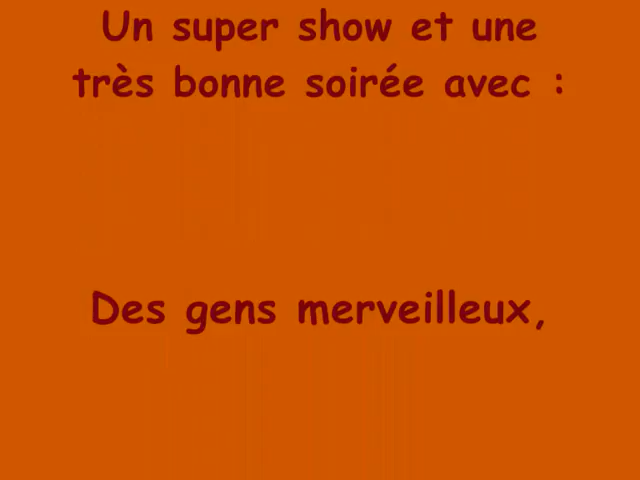 Un super show et une
très bonne soirée avec :
Des gens merveilleux,